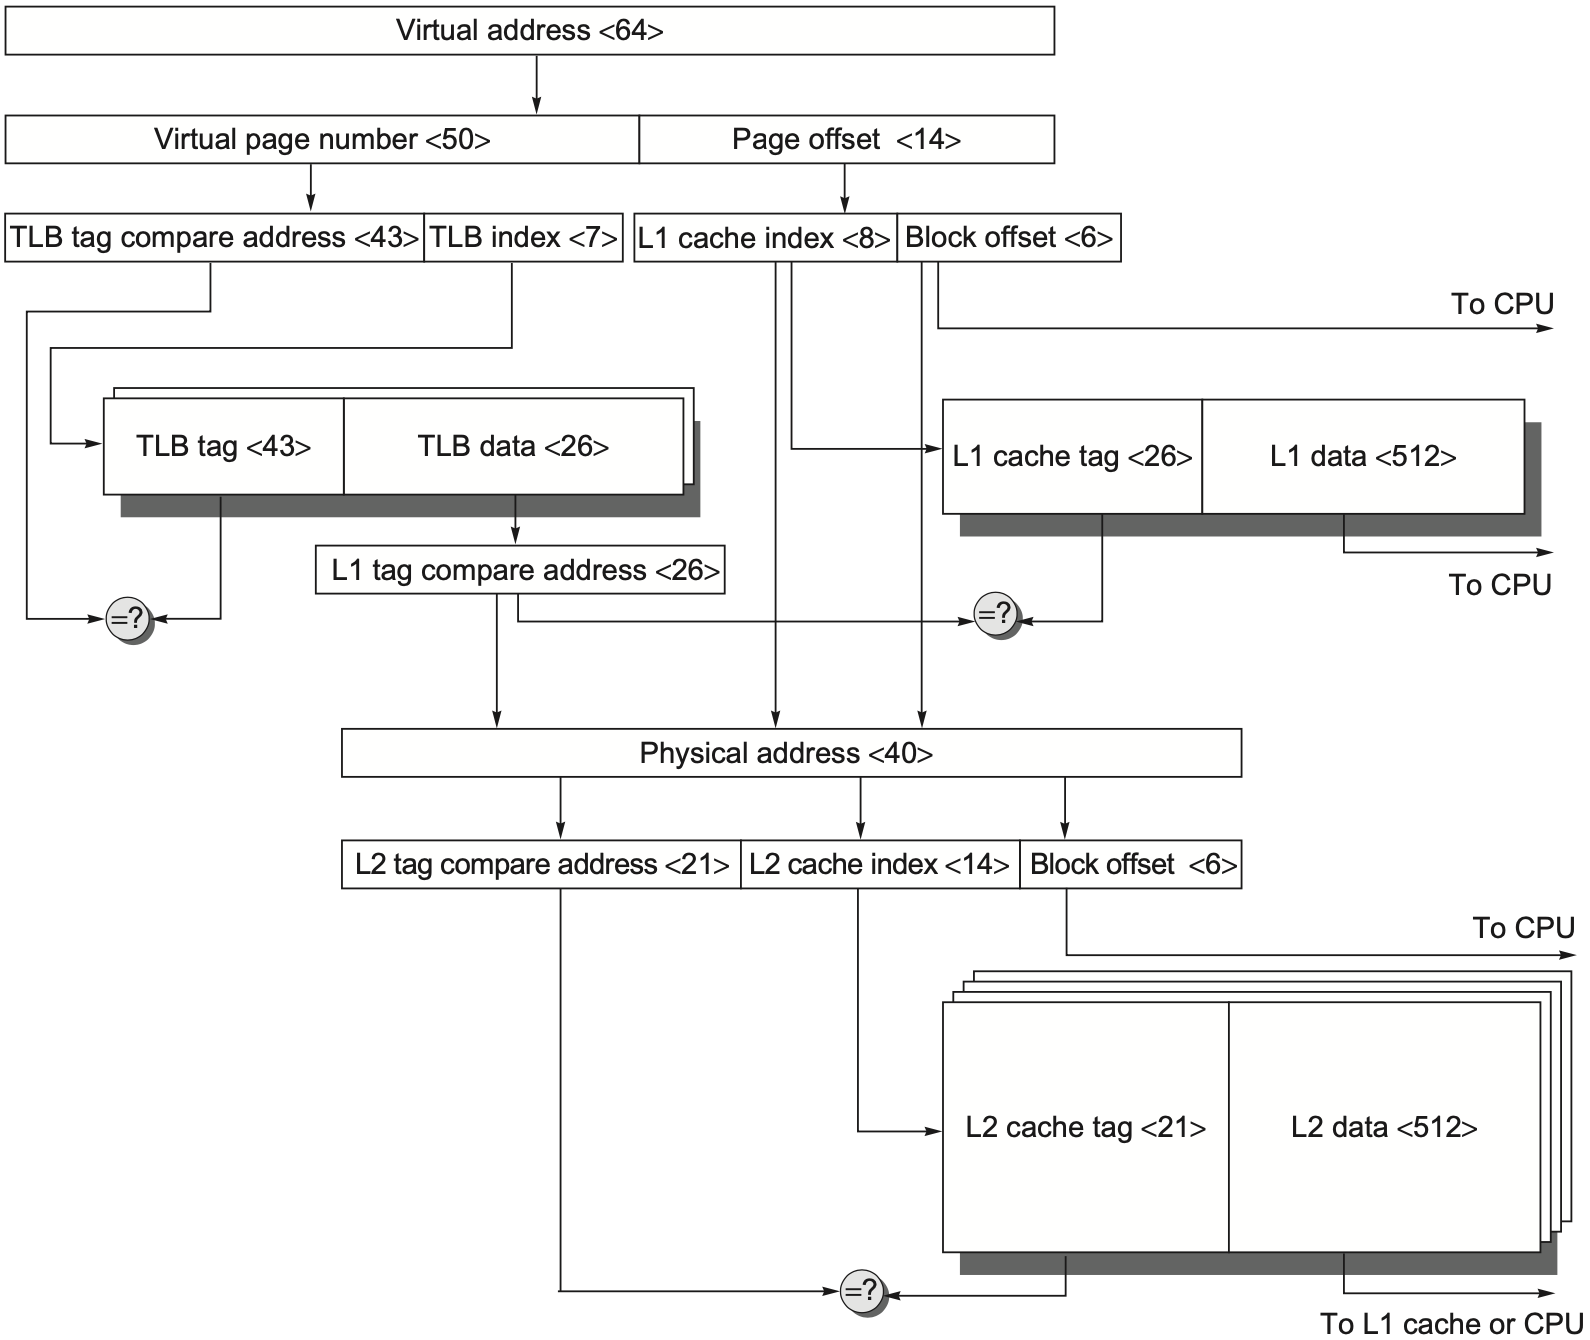 Virtual address <64>
Virtual page number <50>
Page offset <14>
TLB tag compare address <43>
TLB index <7>
L1 cache index <8>
Block offset <6>
To CPU
TLB tag <43>
TLB data <26>
L1 cache tag <26>
L1 data <512>
L1 tag compare address <26>
To CPU
=?
=?
Physical address <40>
L2 tag compare address <21>
L2 cache index <14>
Block offset <6>
To CPU
L2 cache tag <21>
L2 data <512>
=?
To L1 cache or CPU